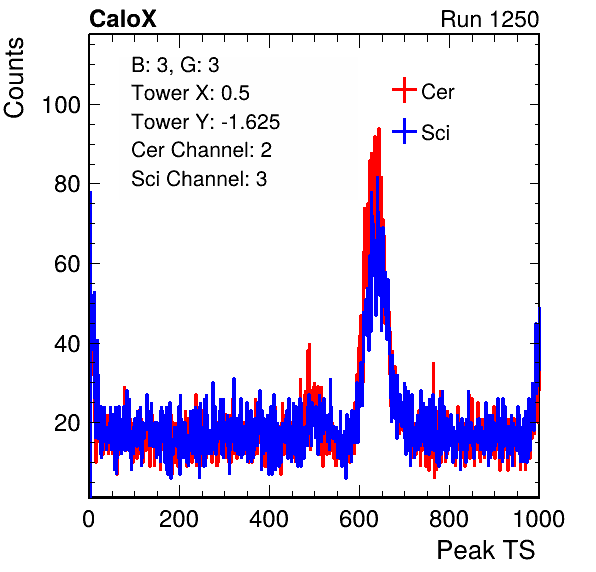 CaloX Run 1250
Counts
B: 3, G: 3
Tower X: 0.5
Tower Y: -1.625
Cer Channel: 2
Sci Channel: 3
Cer
Sci
100
80
60
40
20
0 200 400 600 800 1000
Peak TS